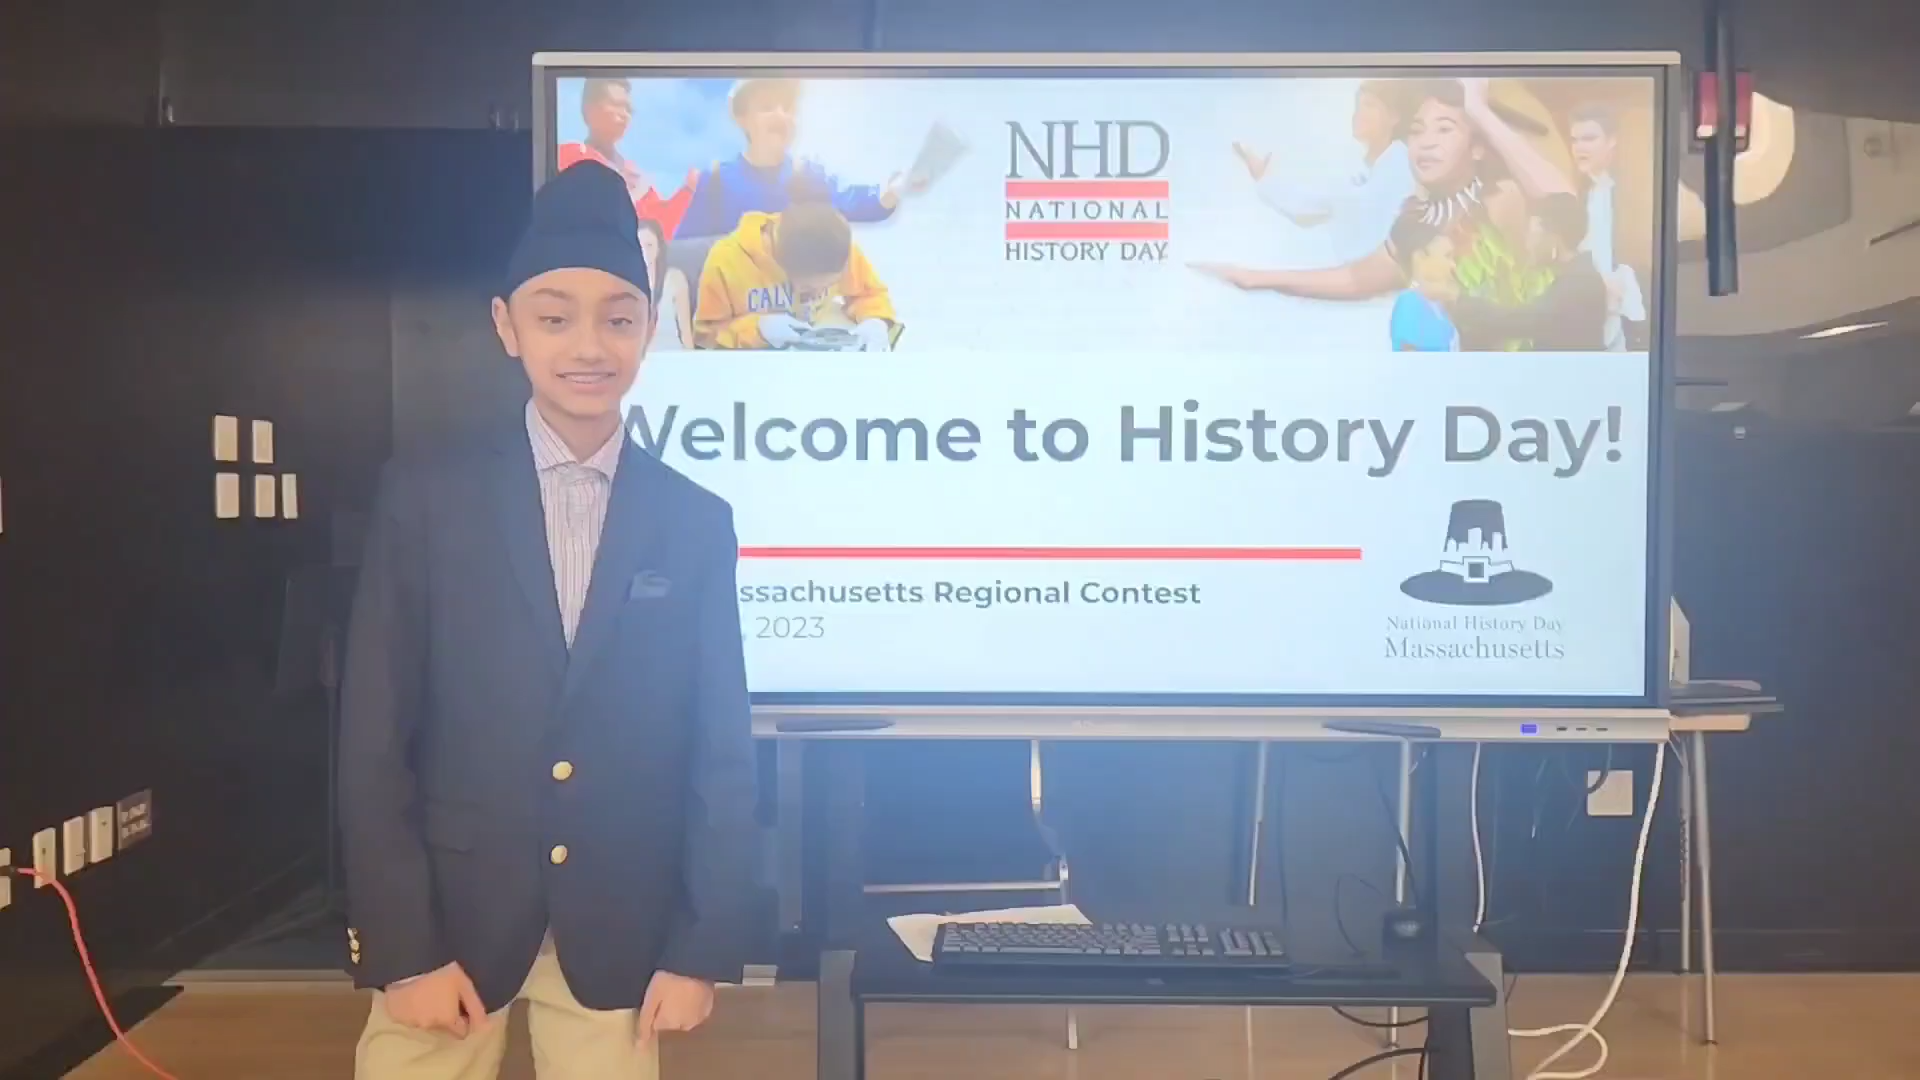 NHD
NATIONAL
HISTORY DAY
Welcome to History Day!
ssachusetts Regional Contest
, 2023
National History Day
Massachusetts